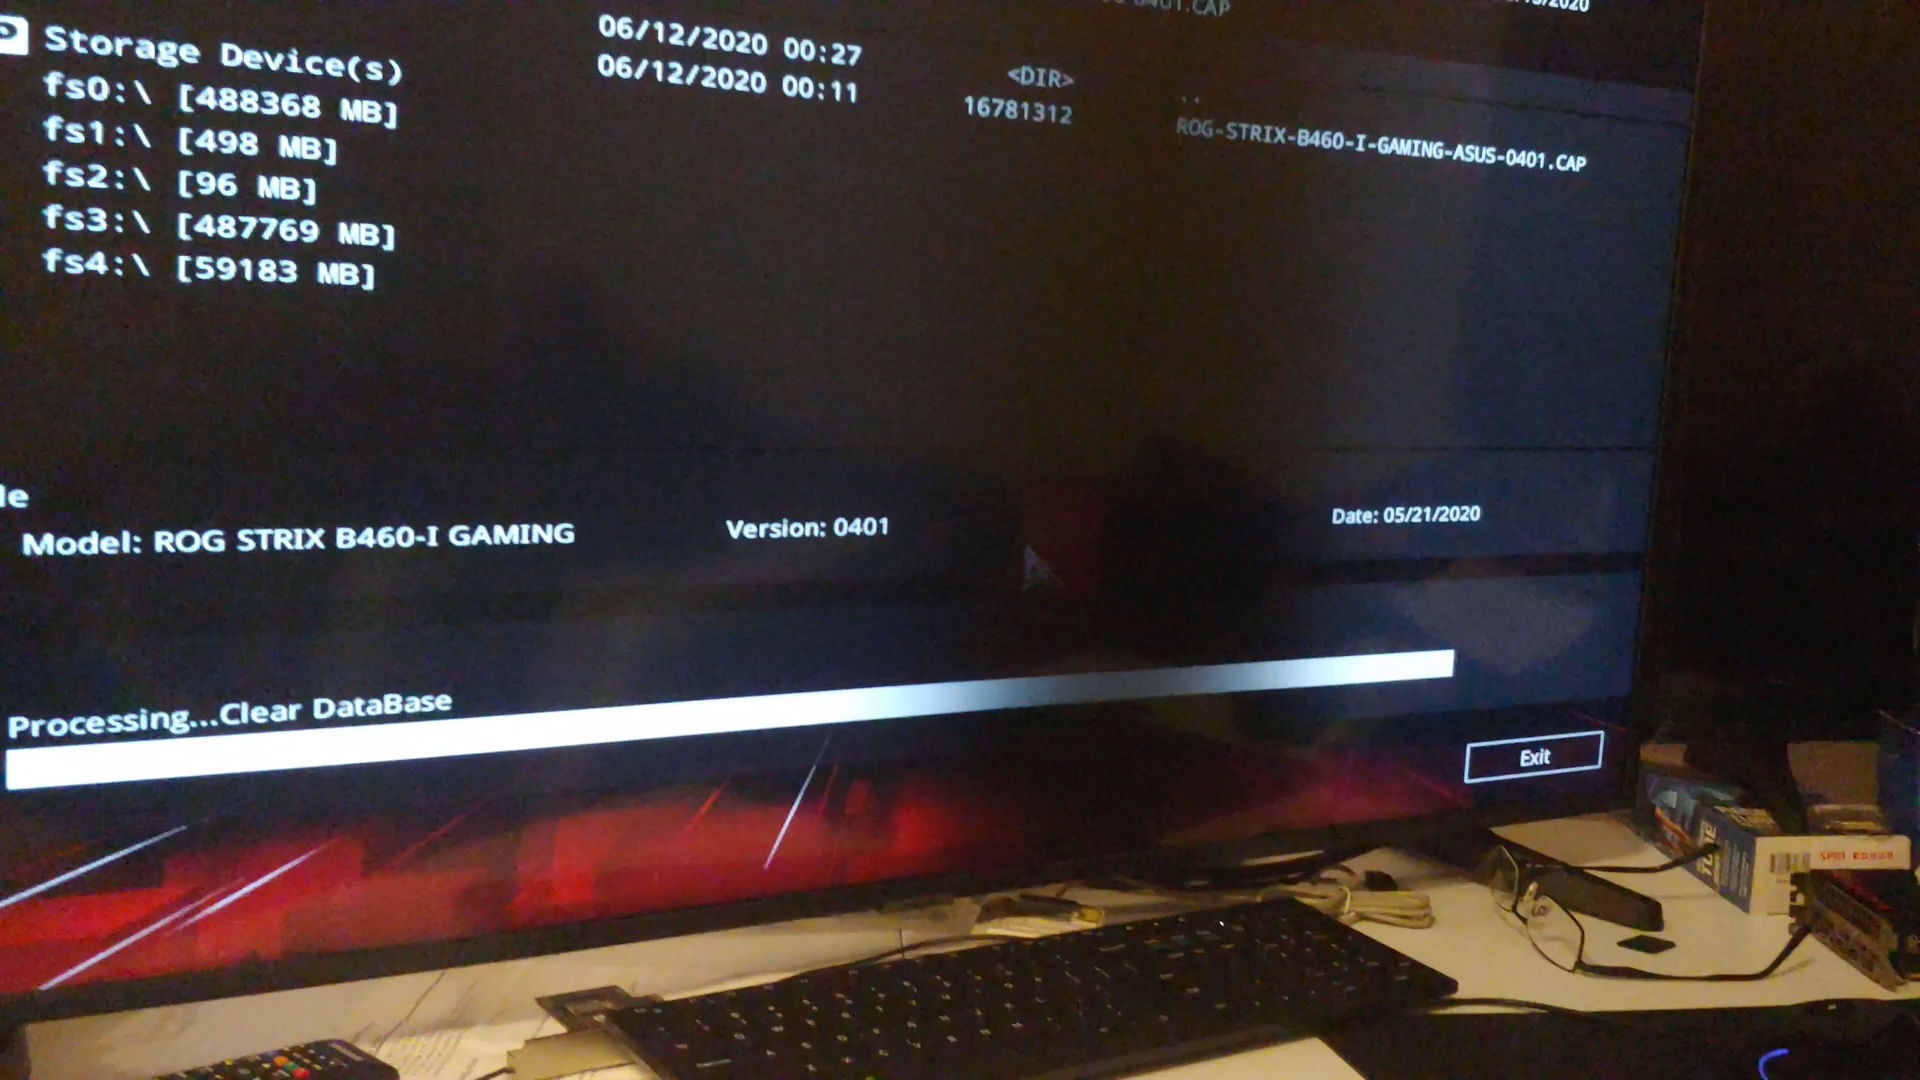 Storage Device(s)
fs0:\ [488368 MB]
fs1:\ [498 MB]
fs2:\ [96 MB]
fs3:\ [487769 MB]
fs4:\ [59183 MB]
06/12/2020 00:27
06/12/2020 00:11
<DIR>
16781312
..
ROG-STRIX-B460-I-GAMING-ASUS-0401.CAP
le
Model: ROG STRIX B460-I GAMING
Version: 0401
Date: 05/21/2020
Processing...Clear DataBase
Exit